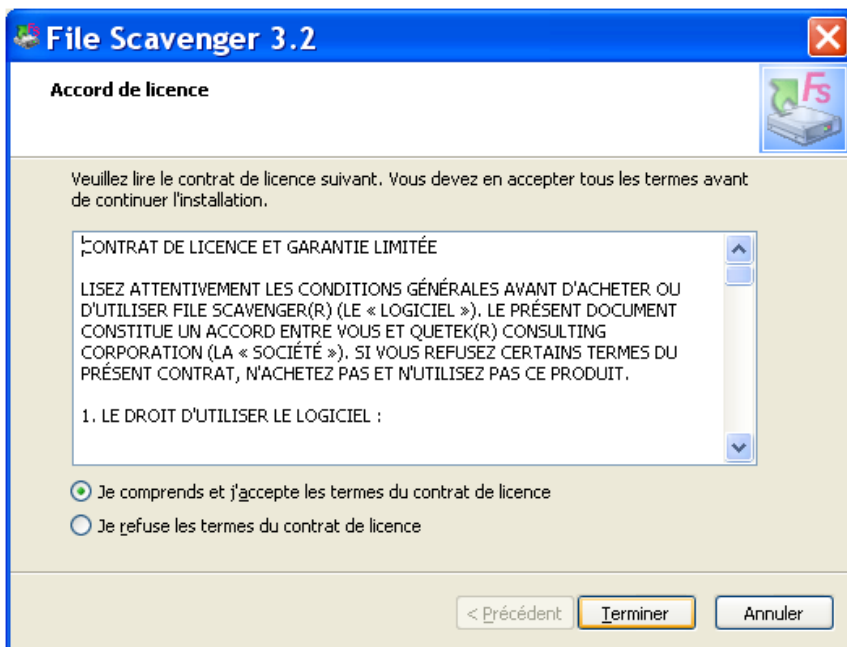 File Scavenger 3.2
Accord de licence
Fs
Veuillez lire le contrat de licence suivant. Vous devez en accepter tous les termes avant
de continuer l'installation.
CONTRAT DE LICENCE ET GARANTIE LIMITÉE
LISEZ ATTENTIVEMENT LES CONDITIONS GÉNÉRALES AVANT D'ACHETER OU
D'UTILISER FILE SCAVENGER(R) (LE « LOGICIEL »). LE PRÉSENT DOCUMENT
CONSTITUE UN ACCORD ENTRE VOUS ET QUETEK(R) CONSULTING
CORPORATION (LA « SOCIÉTÉ »). SI VOUS REFUSEZ CERTAINS TERMES DU
PRÉSENT CONTRAT, N'ACHETEZ PAS ET N'UTILISEZ PAS CE PRODUIT.
1. LE DROIT D'UTILISER LE LOGICIEL :
Je comprends et j'accepte les termes du contrat de licence
Je refuse les termes du contrat de licence
< Précédent
Terminer
Annuler